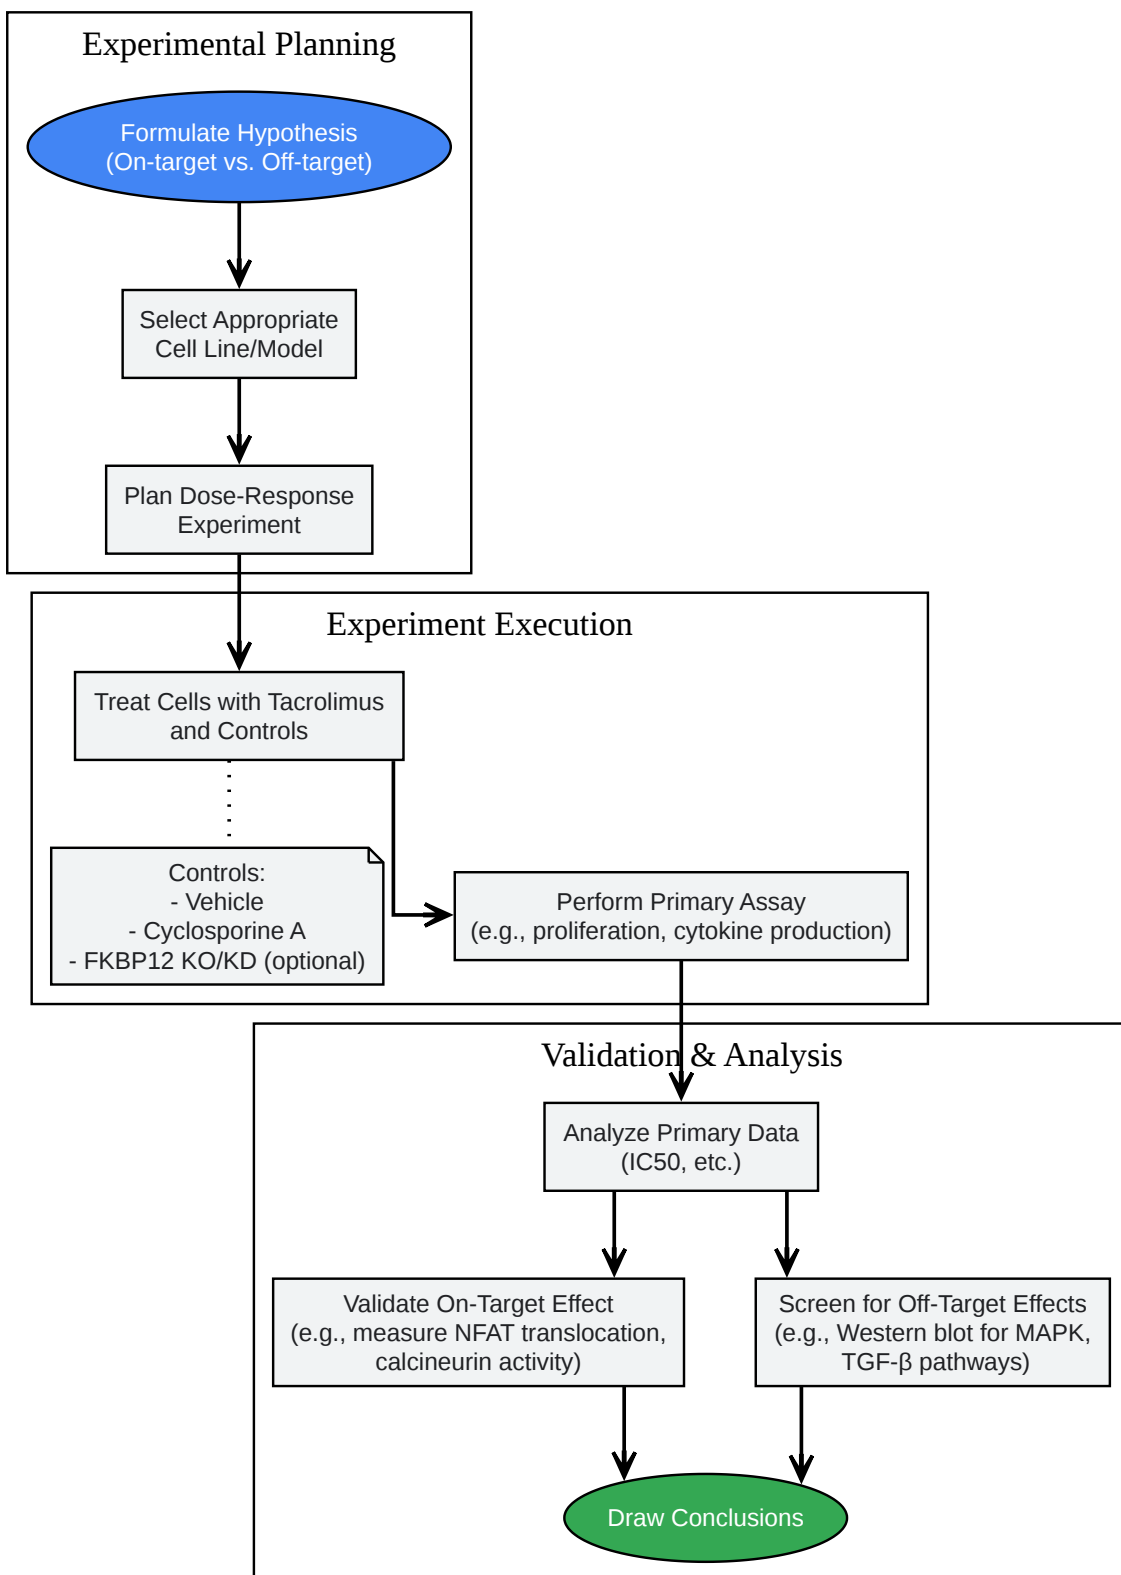 Experimental Planning
Formulate Hypothesis
(On-target vs. Off-target)
Select Appropriate
Cell Line/Model
Plan Dose-Response
Experiment
Experiment Execution
Treat Cells with Tacrolimus
and Controls
Controls:
- Vehicle
- Cyclosporine A
- FKBP12 KO/KD (optional)
Perform Primary Assay
(e.g., proliferation, cytokine production)
Validation & Analysis
Analyze Primary Data
(IC50, etc.)
Validate On-Target Effect
(e.g., measure NFAT translocation,
calcineurin activity)
Screen for Off-Target Effects
(e.g., Western blot for MAPK,
TGF-β pathways)
Draw Conclusions